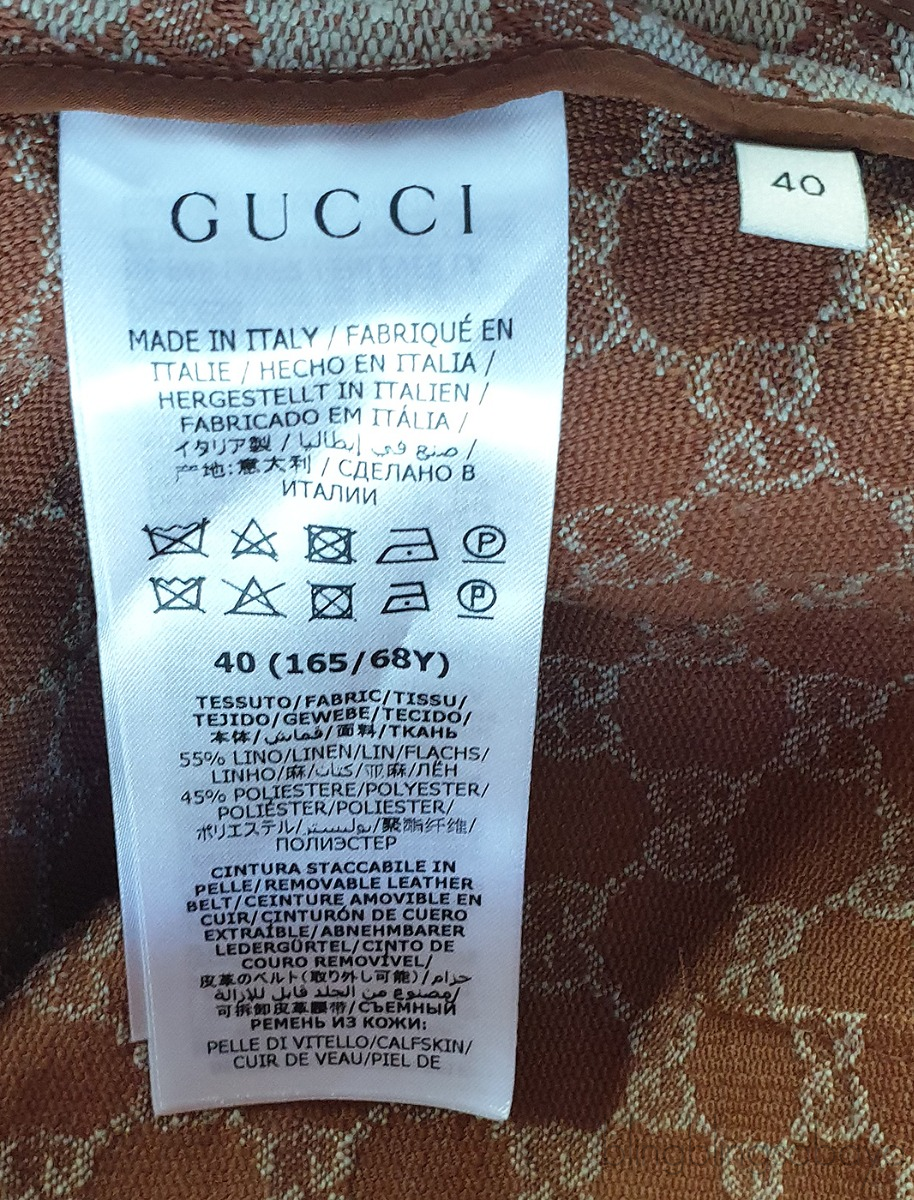 GUCCI
40
MADE IN ITALY / FABRIQUÉ EN
ITALIE / HECHO EN ITALIA /
HERGESTELLT IN ITALIEN /
FABRICADO EM ITÁLIA /
イタリア製 / صنع في إيطاليا /
产地:意大利 / СДЕЛАНО В
ИТАЛИИ
P
P
40 (165/68Y)
TESSUTO/FABRIC/TISSU/
TEJIDO/GEWEBE/TECIDO/
本体/قماش/面料/ТКАНЬ
55% LINO/LINEN/LIN/FLACHS/
LINHO/麻/كتان/亚麻/ЛЁН
45% POLIESTERE/POLYESTER/
POLIÉSTER/POLIESTER/
ポリエステル/بوليستر/聚酯纤维/
ПОЛИЭСТЕР
CINTURA STACCABILE IN
PELLE/REMOVABLE LEATHER
BELT/CEINTURE AMOVIBLE EN
CUIR/CINTURÓN DE CUERO
EXTRAÍBLE/ABNEHMBARER
LEDERGÜRTEL/CINTO DE
COURO REMOVÍVEL/
皮革のベルト(取り外し可能)/حزام
مصنوع من الجلد قابل للإزالة/
可拆卸皮革腰带/СЪЕМНЫЙ
РЕМЕНЬ ИЗ КОЖИ:
PELLE DI VITELLO/CALFSKIN/
CUIR DE VEAU/PIEL DE